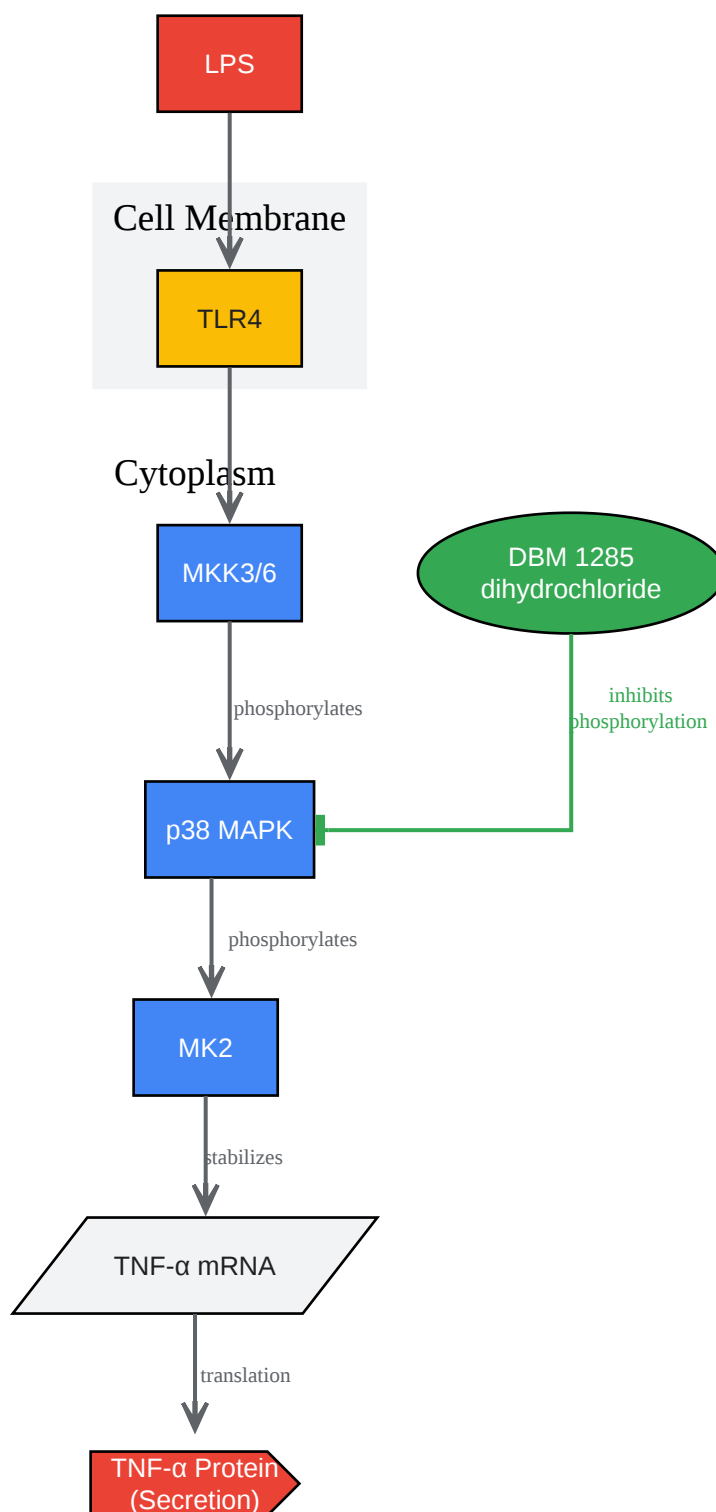 LPS
Cell Membrane
TLR4
Cytoplasm
MKK3/6
DBM 1285
dihydrochloride
inhibits
phosphorylation
phosphorylates
p38 MAPK
phosphorylates
MK2
stabilizes
TNF-α mRNA
translation
TNF-α Protein
(Secretion)